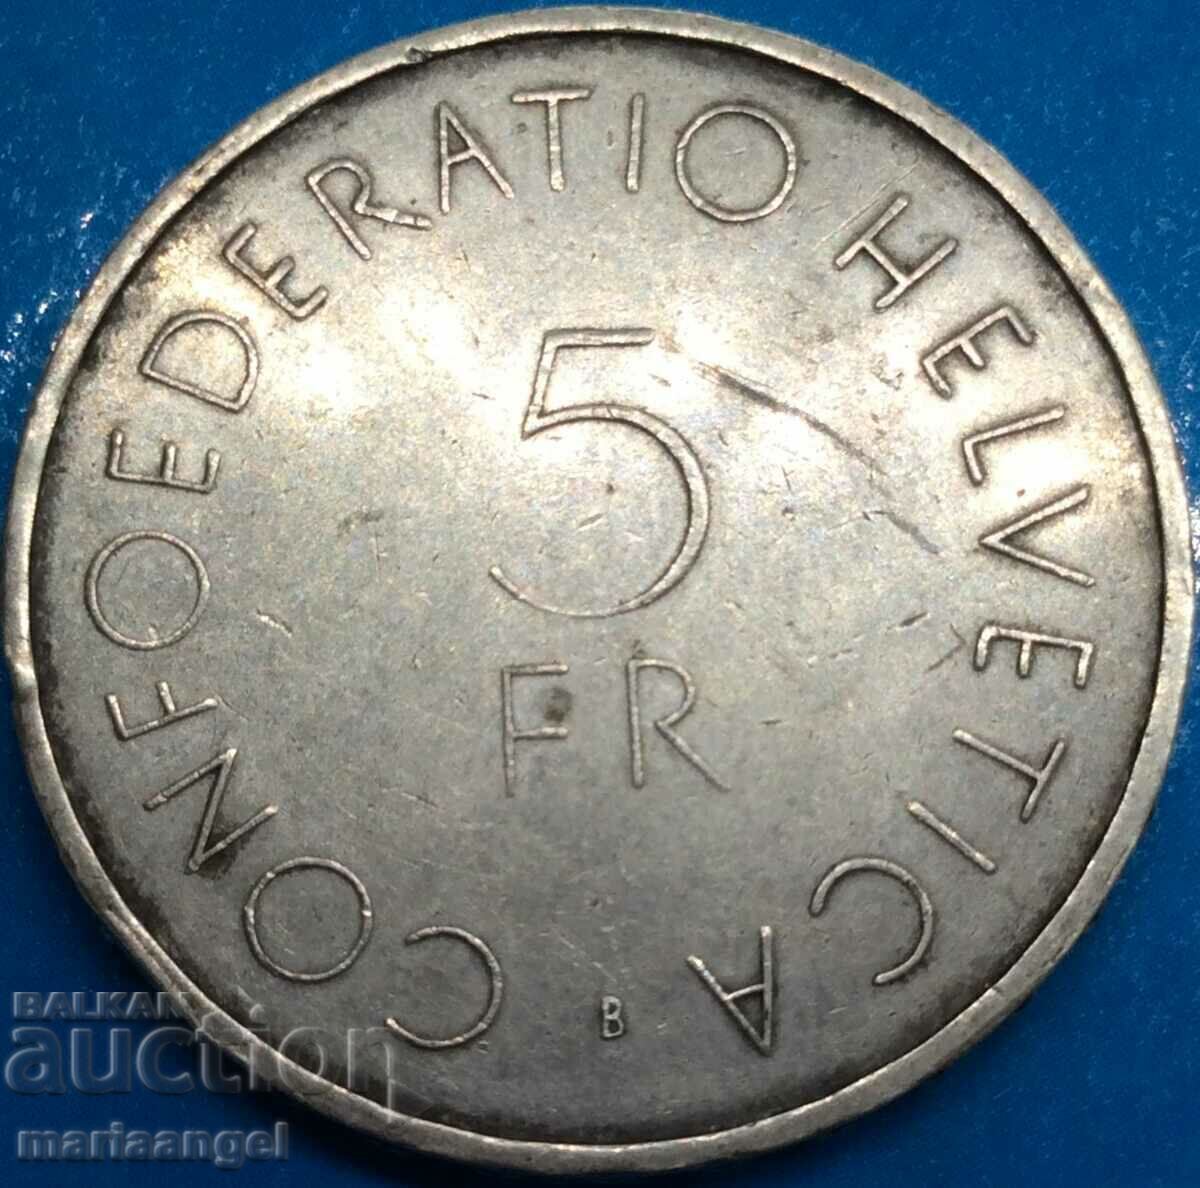 CONFOEDERATIO HELVETICA
5
FR
B
BALKAN
auction
mariaangel